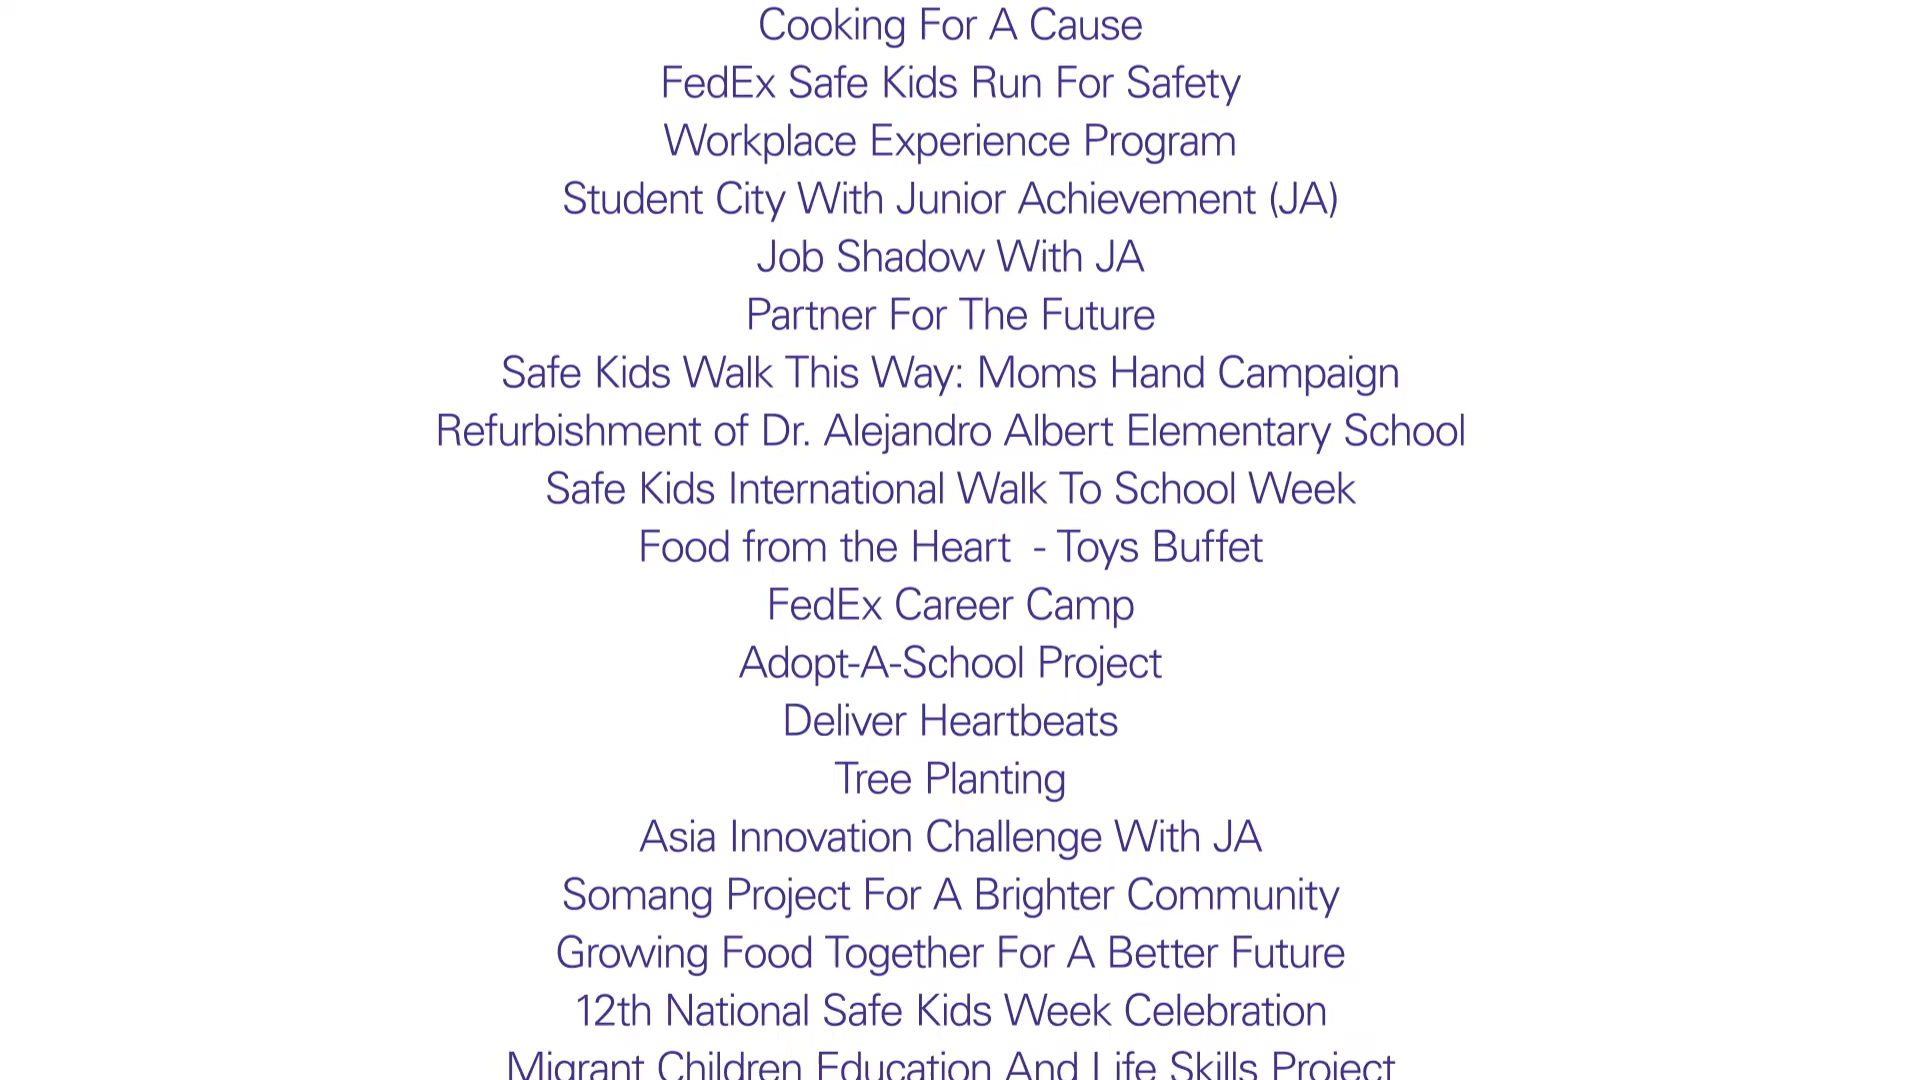 Cooking For A Cause
FedEx Safe Kids Run For Safety
Workplace Experience Program
Student City With Junior Achievement (JA)
Job Shadow With JA
Partner For The Future
Safe Kids Walk This Way: Moms Hand Campaign
Refurbishment of Dr. Alejandro Albert Elementary School
Safe Kids International Walk To School Week
Food from the Heart  - Toys Buffet
FedEx Career Camp
Adopt-A-School Project
Deliver Heartbeats
Tree Planting
Asia Innovation Challenge With JA
Somang Project For A Brighter Community
Growing Food Together For A Better Future
12th National Safe Kids Week Celebration
Migrant Children Education And Life Skills Project